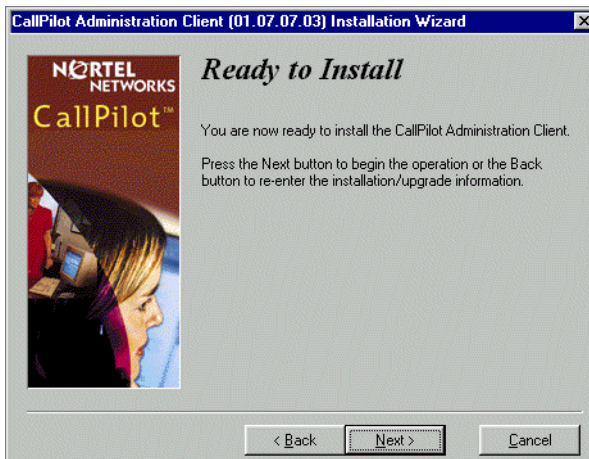 CallPilot Administration Client (01.07.07.03) Installation Wizard
NORTEL
NETWORKS
CallPilot™
Ready to Install
You are now ready to install the CallPilot Administration Client.
Press the Next button to begin the operation or the Back
button to re-enter the installation/upgrade information.
< Back
Next >
Cancel